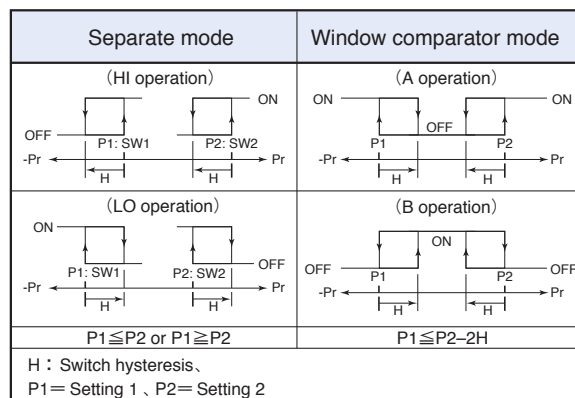 Separate mode
Window comparator mode
(HI operation)
ON
OFF
P1: SW1
P2: SW2
-Pr
Pr
H
H
(A operation)
ON
ON
OFF
P1
P2
-Pr
Pr
H
H
(LO operation)
ON
OFF
P1: SW1
P2: SW2
-Pr
Pr
H
H
(B operation)
ON
OFF
OFF
P1
P2
-Pr
Pr
H
H
P1≦P2 or P1≧P2
P1≦P2–2H
H : Switch hysteresis、
P1= Setting 1 、P2= Setting 2